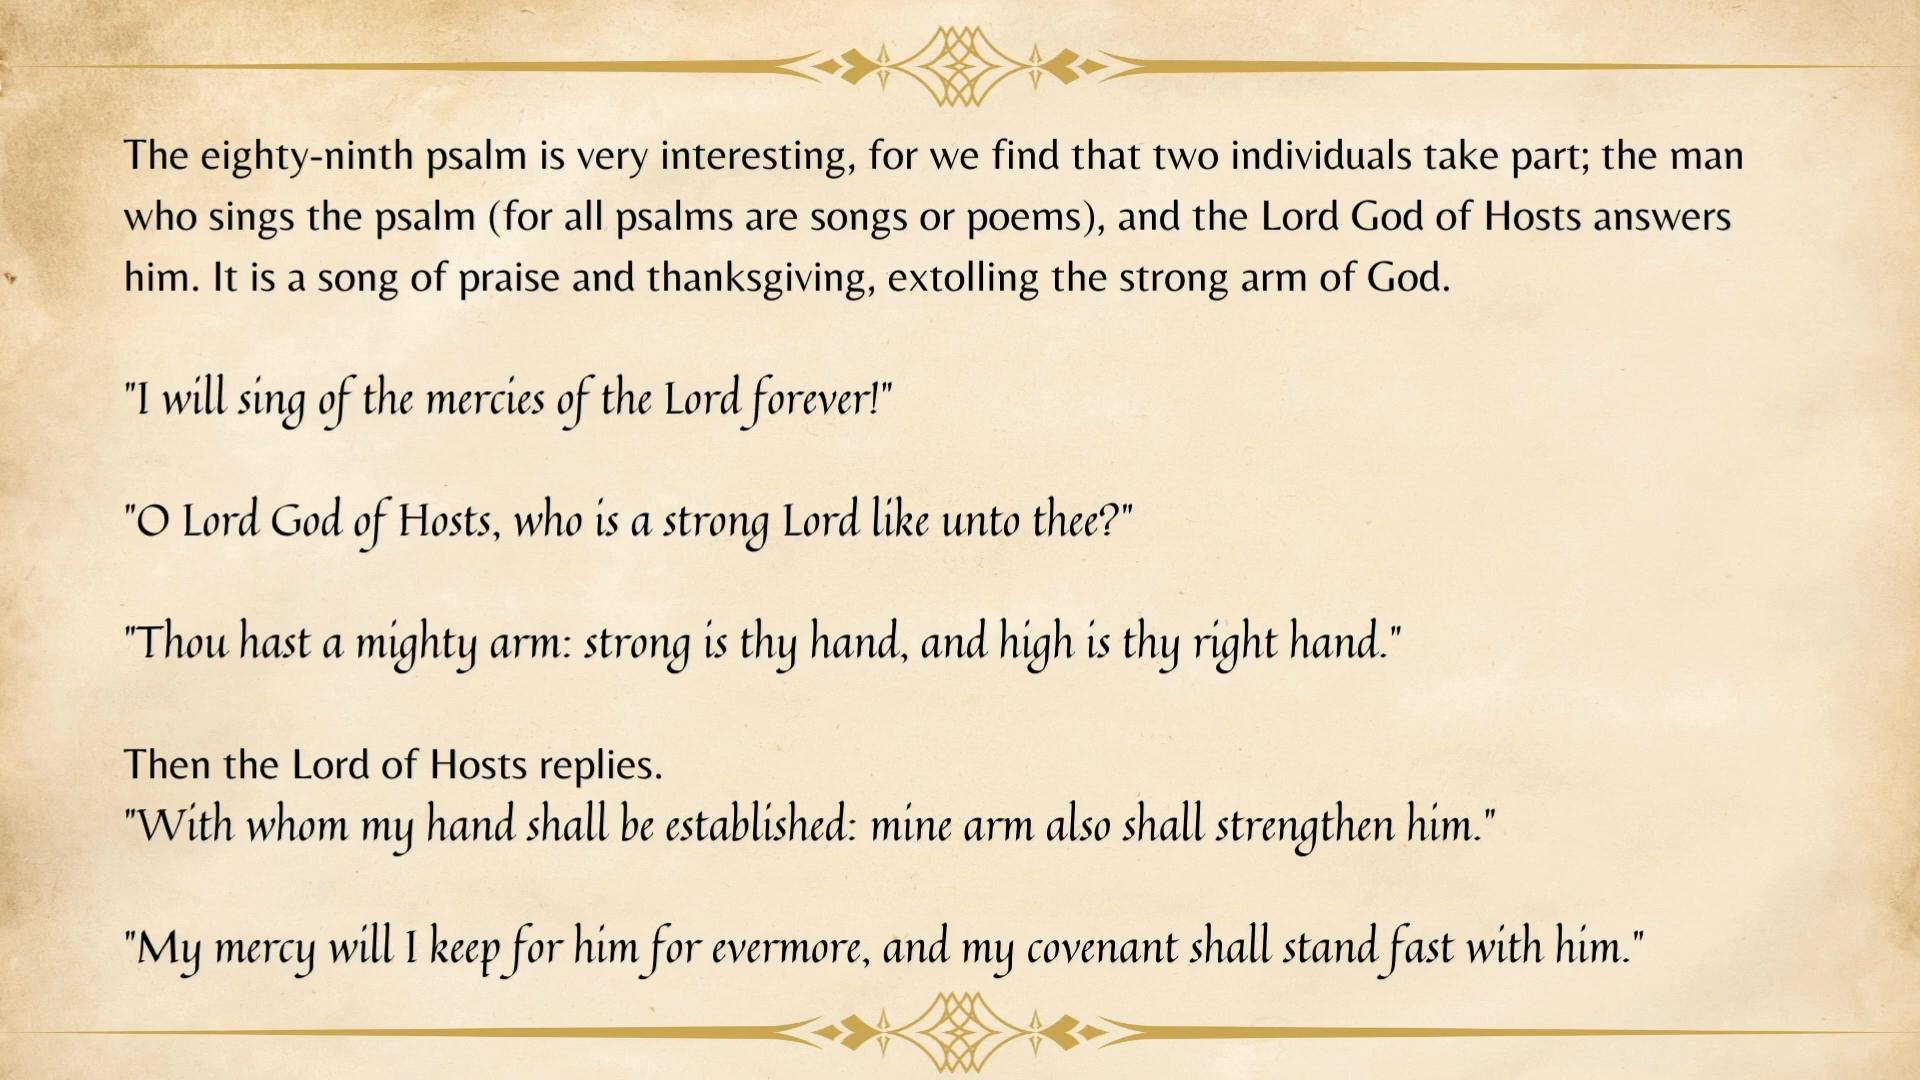 The eighty-ninth psalm is very interesting, for we find that two individuals take part; the man
who sings the psalm (for all psalms are songs or poems), and the Lord God of Hosts answers
him. It is a song of praise and thanksgiving, extolling the strong arm of God.
"I will sing of the mercies of the Lord forever!"
"O Lord God of Hosts, who is a strong Lord like unto thee?"
"Thou hast a mighty arm: strong is thy hand, and high is thy right hand."
Then the Lord of Hosts replies.
"With whom my hand shall be established: mine arm also shall strengthen him."
"My mercy will I keep for him for evermore, and my covenant shall stand fast with him."